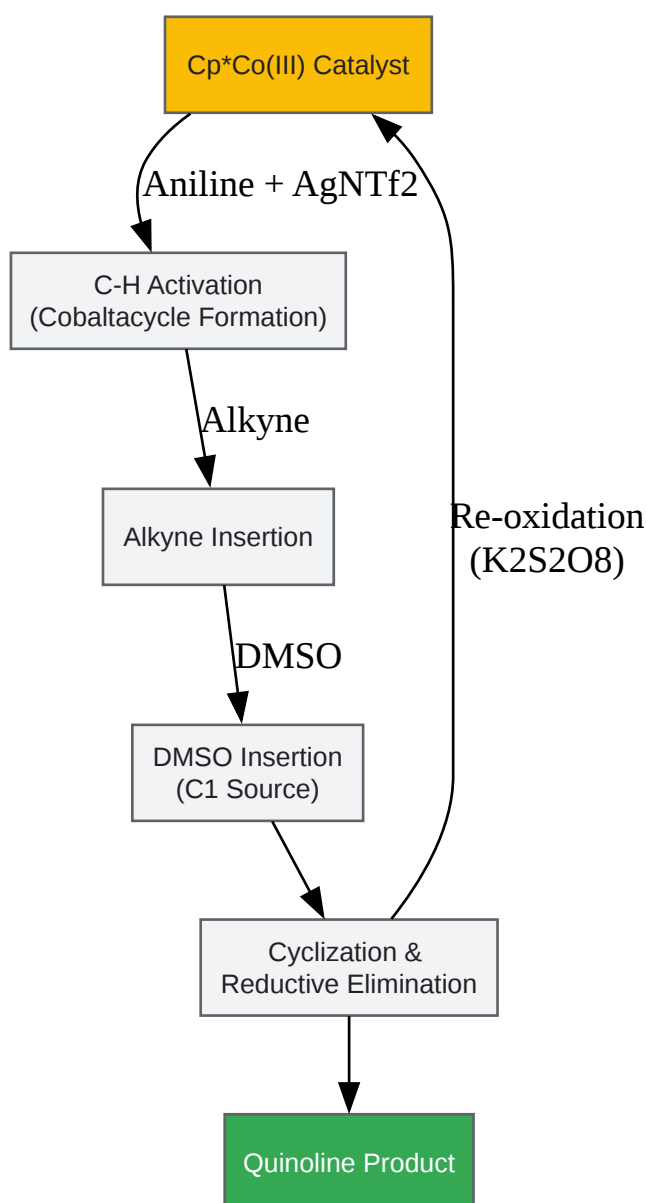 Cp*Co(III) Catalyst
Aniline + AgNTf2
C-H Activation
(Cobaltacycle Formation)
Alkyne
Alkyne Insertion
Re-oxidation
(K2S2O8)
DMSO
DMSO Insertion
(C1 Source)
Cyclization &
Reductive Elimination
Quinoline Product